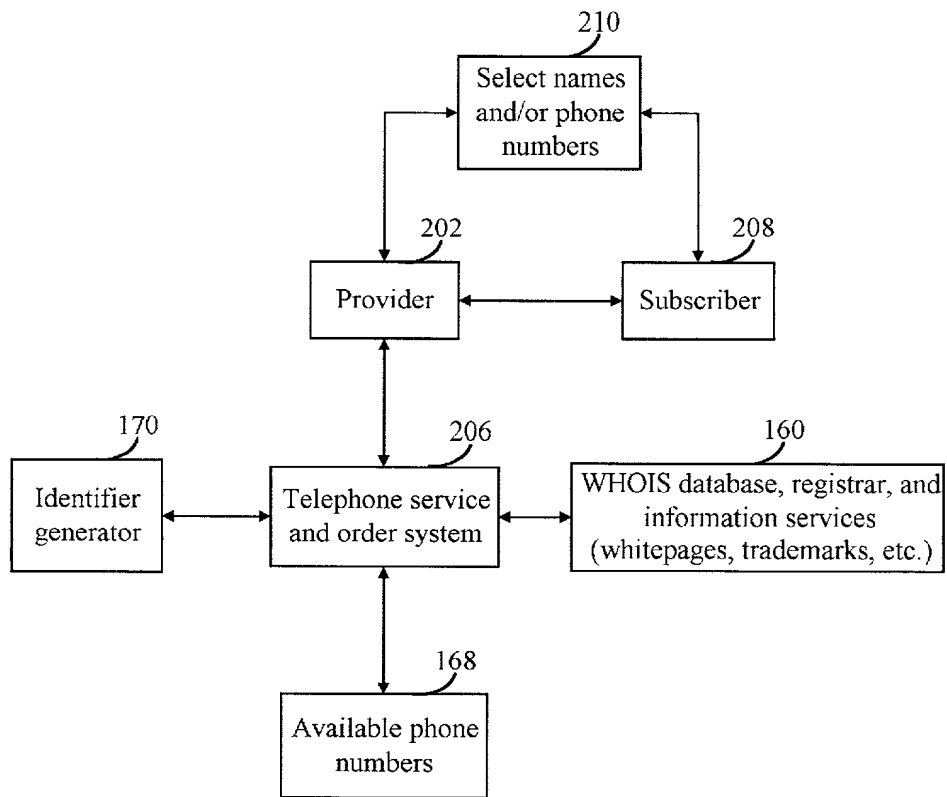 210
Select names
and/or phone
numbers
202
208
Provider
Subscriber
170
206
160
Identifier
generator
Telephone service
and order system
WHOIS database, registrar, and
information services
(whitepages, trademarks, etc.)
168
Available phone
numbers